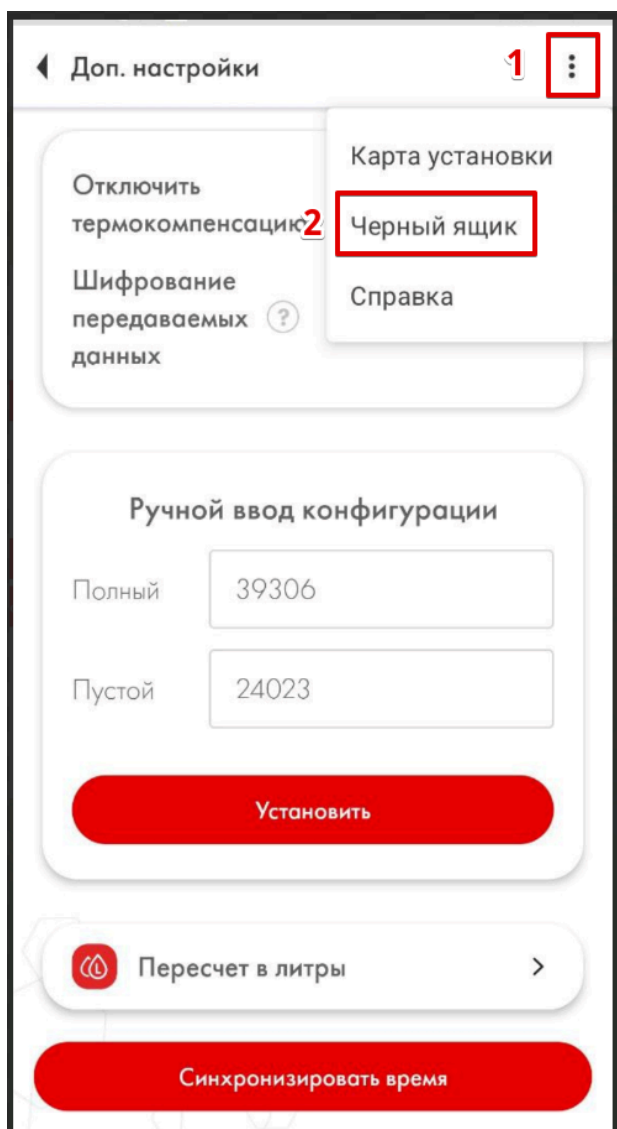 Доп. настройки
1
Карта установки
Отключить
термокомпенсацию
2
Черный ящик
Шифрование
передаваемых ?
данных
Справка
Ручной ввод конфигурации
Полный
39306
Пустой
24023
Установить
Пересчет в литры
Синхронизировать время